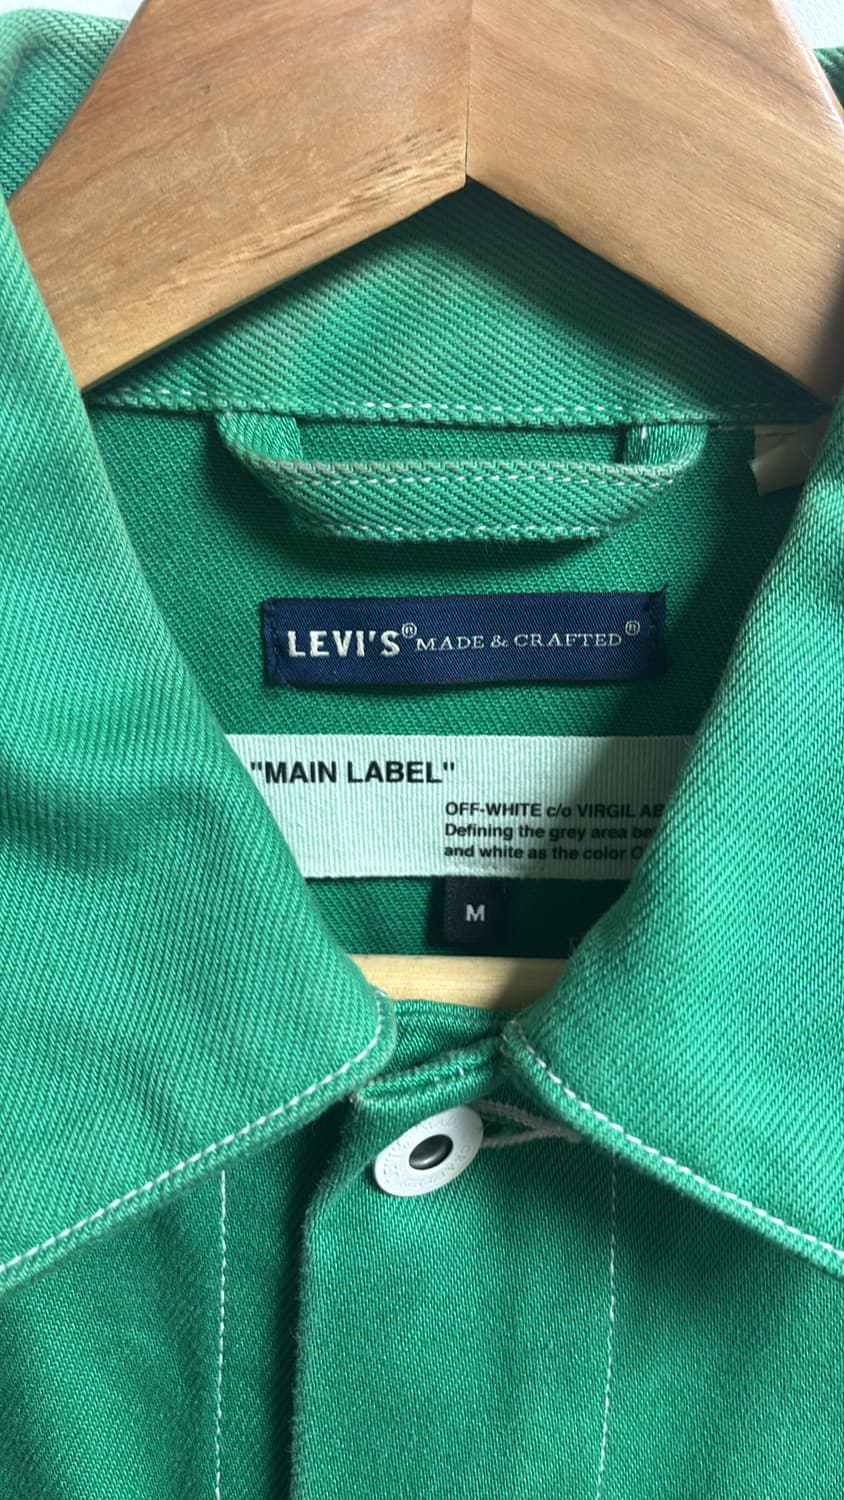 LEVI'S® MADE & CRAFTED®
"MAIN LABEL"
OFF-WHITE c/o VIRGIL
Defining the grey area
and white as the color
M